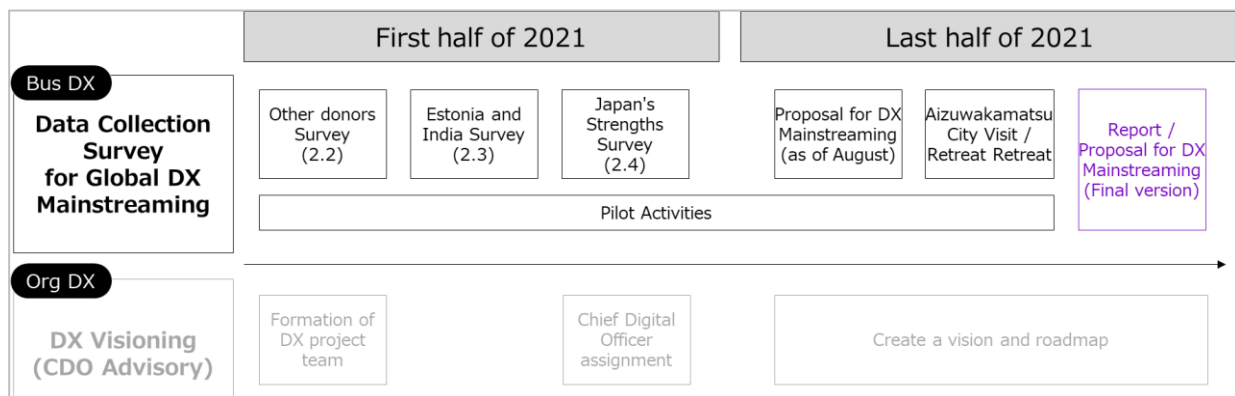 First half of 2021
Last half of 2021
Bus DX
Data Collection
Survey
for Global DX
Mainstreaming
Other donors
Survey
(2.2)
Estonia and
India Survey
(2.3)
Japan's
Strengths
Survey
(2.4)
Proposal for DX
Mainstreaming
(as of August)
Aizuwakamatsu
City Visit /
Retreat Retreat
Report /
Proposal for DX
Mainstreaming
(Final version)
Pilot Activities
Org DX
DX Visioning
(CDO Advisory)
Formation of
DX project
team
Chief Digital
Officer
assignment
Create a vision and roadmap